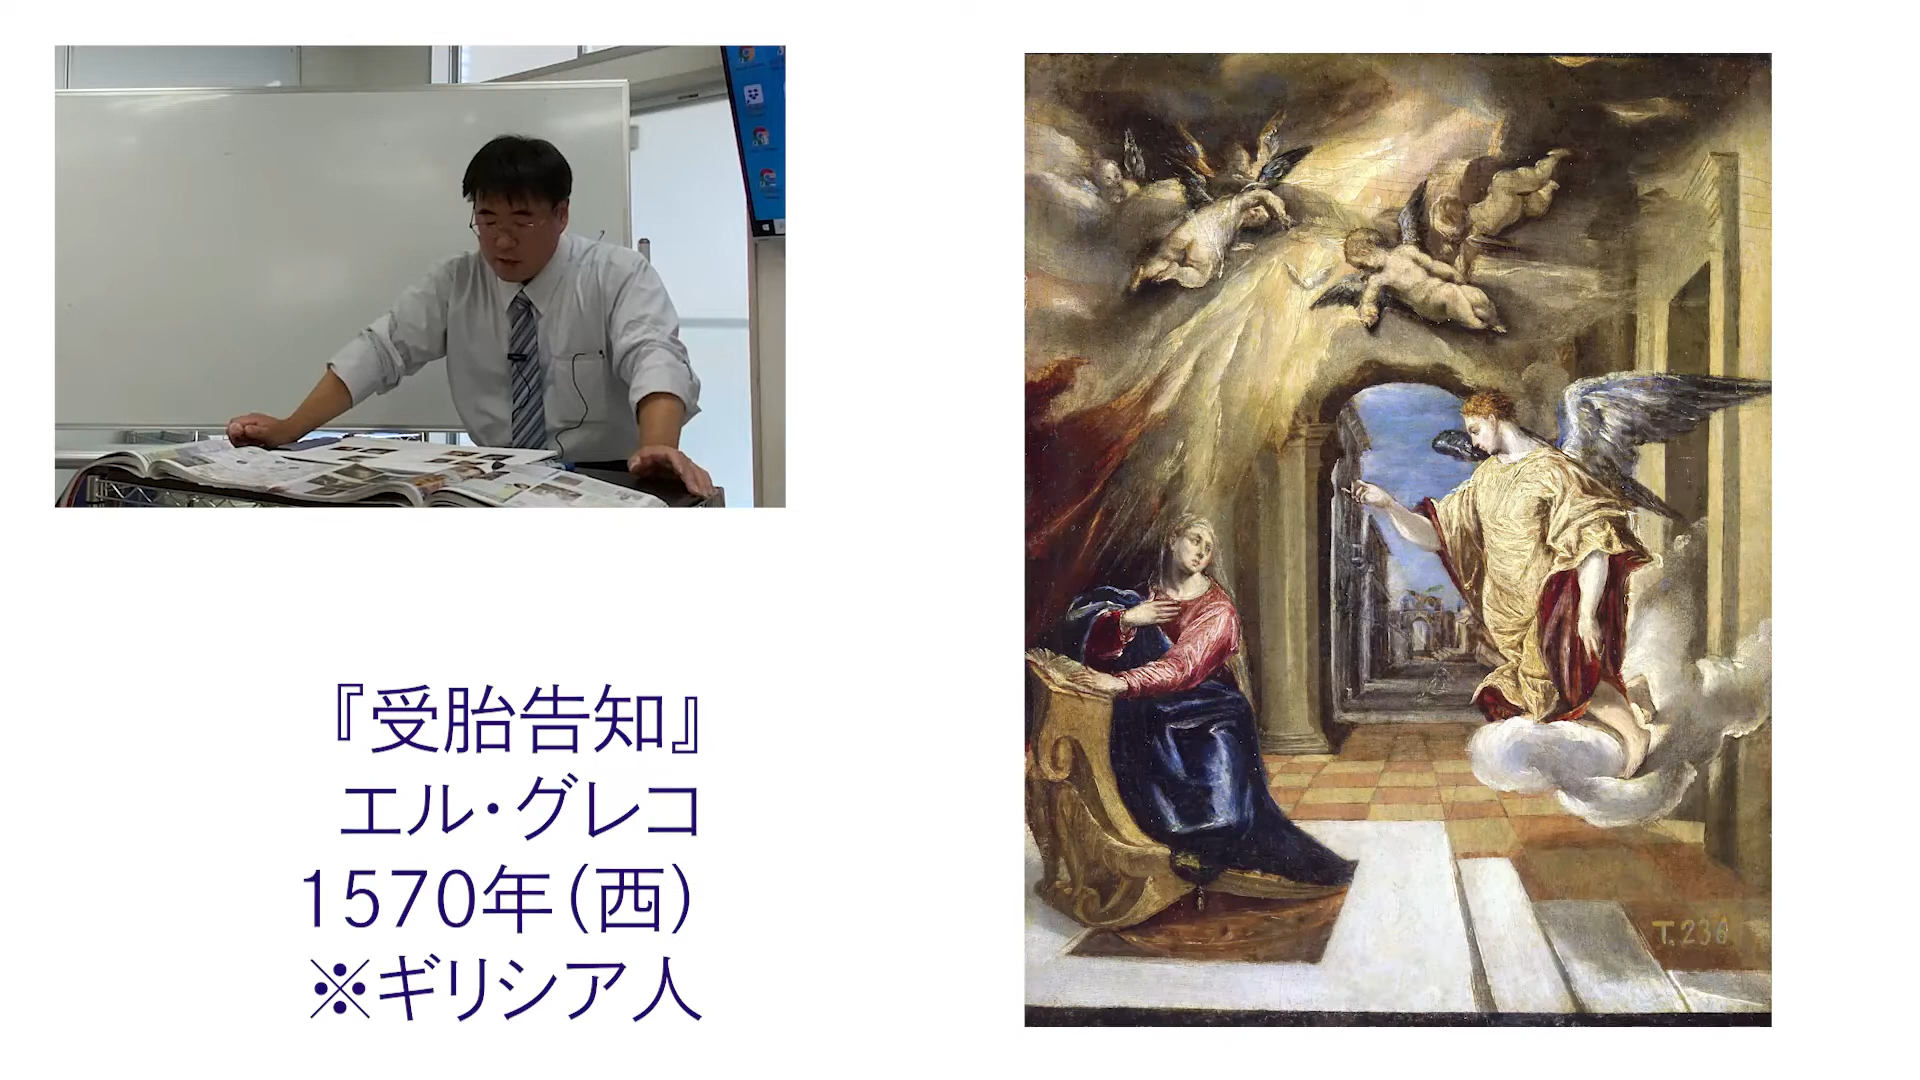 『受胎告知』
エル・グレコ
1570年(西)
※ギリシア人
T.236